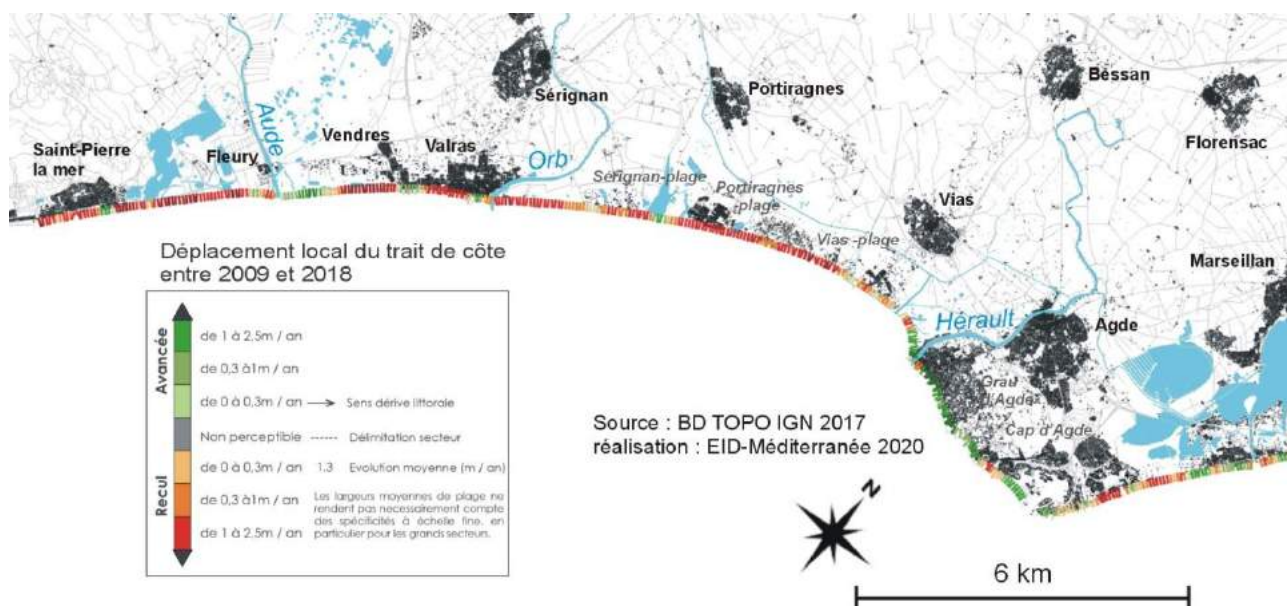 Béssan
Sérignan
Portiragnes
Florensac
Aude
Saint-Pierre
la mer
Fleury
Vendres
Valras
Orb
Sérignan-plage
Portiragnes
plage
Vias -plage
Vias
Marseillan
Hérault
Agde
Grau
d'Agde
Cap d'Agde
Déplacement local du trait de côte
entre 2009 et 2018
Avancée
de 1 à 2,5m / an
de 0,3 à1m / an
de 0 à 0,3m / an
Sens dérive littorale
Non perceptible
Délimitation secteur
Recul
de 0 à 0,3m / an
1.3 Evolution moyenne (m / an)
de 0,3 à1m / an
de 1 à 2,5m / an
Les largeurs moyennes de plage ne
rendent pas necessairement compte
des spécificités à échelle fine, en
particulier pour les grands secteurs.
Source : BD TOPO IGN 2017
réalisation : EID-Méditerranée 2020
N
6 km